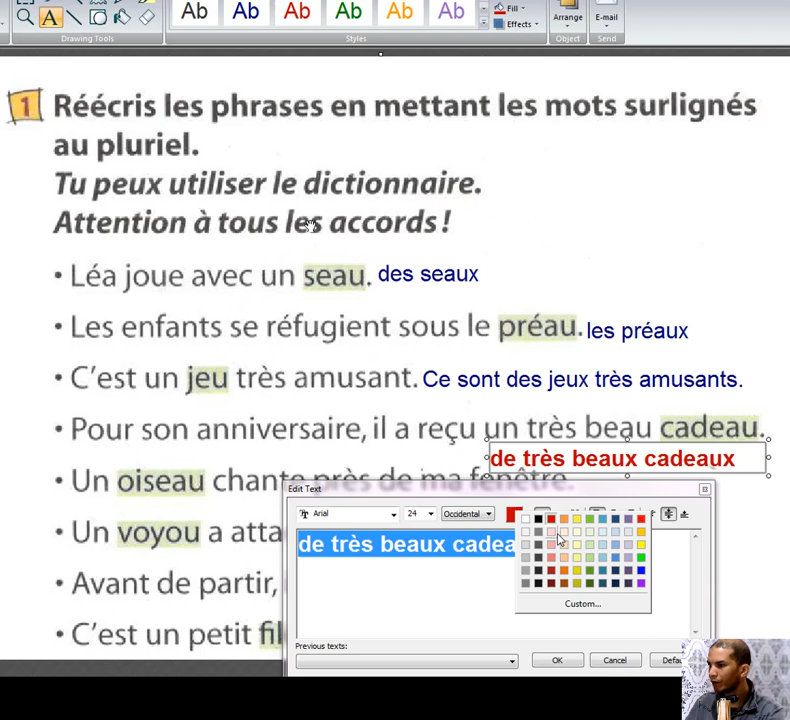 Ab Ab Ab Ab Ab Ab
Fill
Effects
Arrange
E-mail
Drawing Tools
Styles
Object
Send
1 Réécris les phrases en mettant les mots surlignés
au pluriel.
Tu peux utiliser le dictionnaire.
Attention à tous les accords !
• Léa joue avec un seau. des seaux
• Les enfants se réfugient sous le préau. les préaux
• C'est un jeu très amusant. Ce sont des jeux très amusants.
• Pour son anniversaire, il a reçu un très beau cadeau.
de très beaux cadeaux
• Un oiseau chante près de ma fenêtre.
• Un voyou a atta
• Avant de partir,
• C'est un petit fil
Edit Text
Arial
24
Occidental
de très beaux cadea
Custom...
Previous texts:
OK
Cancel
Defau